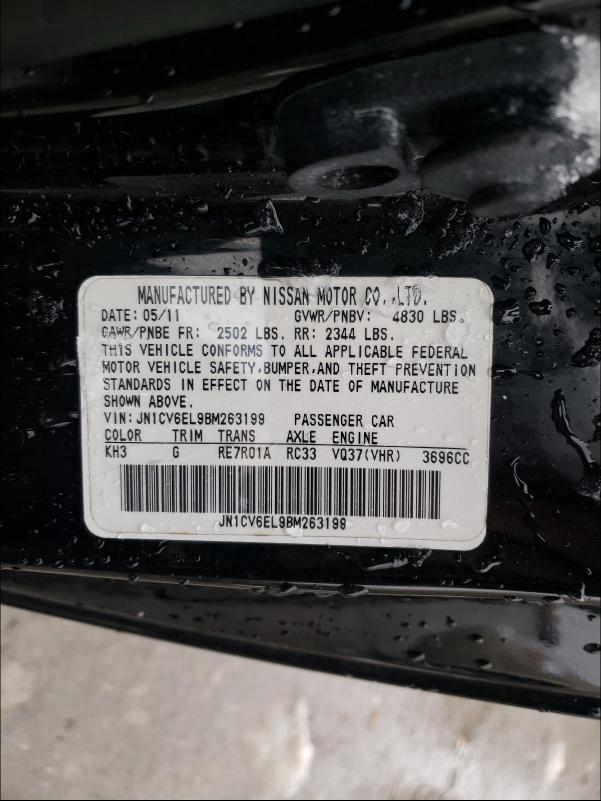 MANUFACTURED BY NISSAN MOTOR CO.,LTD.
DATE: 05/11 GVWR/PNBV: 4830 LBS.
GAWR/PNBE FR: 2502 LBS. RR: 2344 LBS.
THIS VEHICLE CONFORMS TO ALL APPLICABLE FEDERAL
MOTOR VEHICLE SAFETY,BUMPER,AND THEFT PREVENTION
STANDARDS IN EFFECT ON THE DATE OF MANUFACTURE
SHOWN ABOVE.
VIN:JN1CV6EL9BM263199 PASSENGER CAR
COLOR TRIM TRANS AXLE ENGINE
KH3 G RE7R01A RC33 VQ37(VHR) 3696CC
JN1CV6EL9BM263199